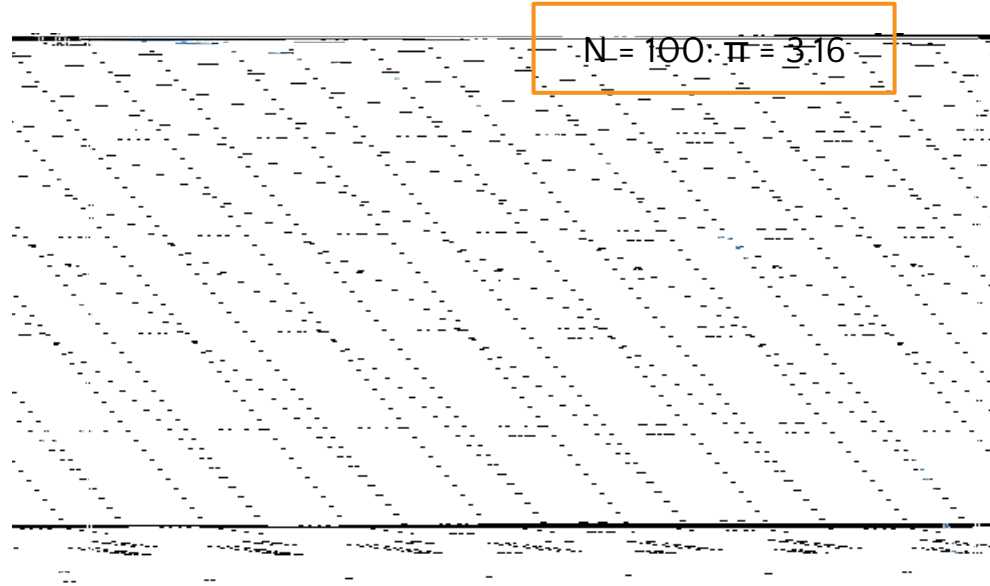 N = 100: π = 3.16